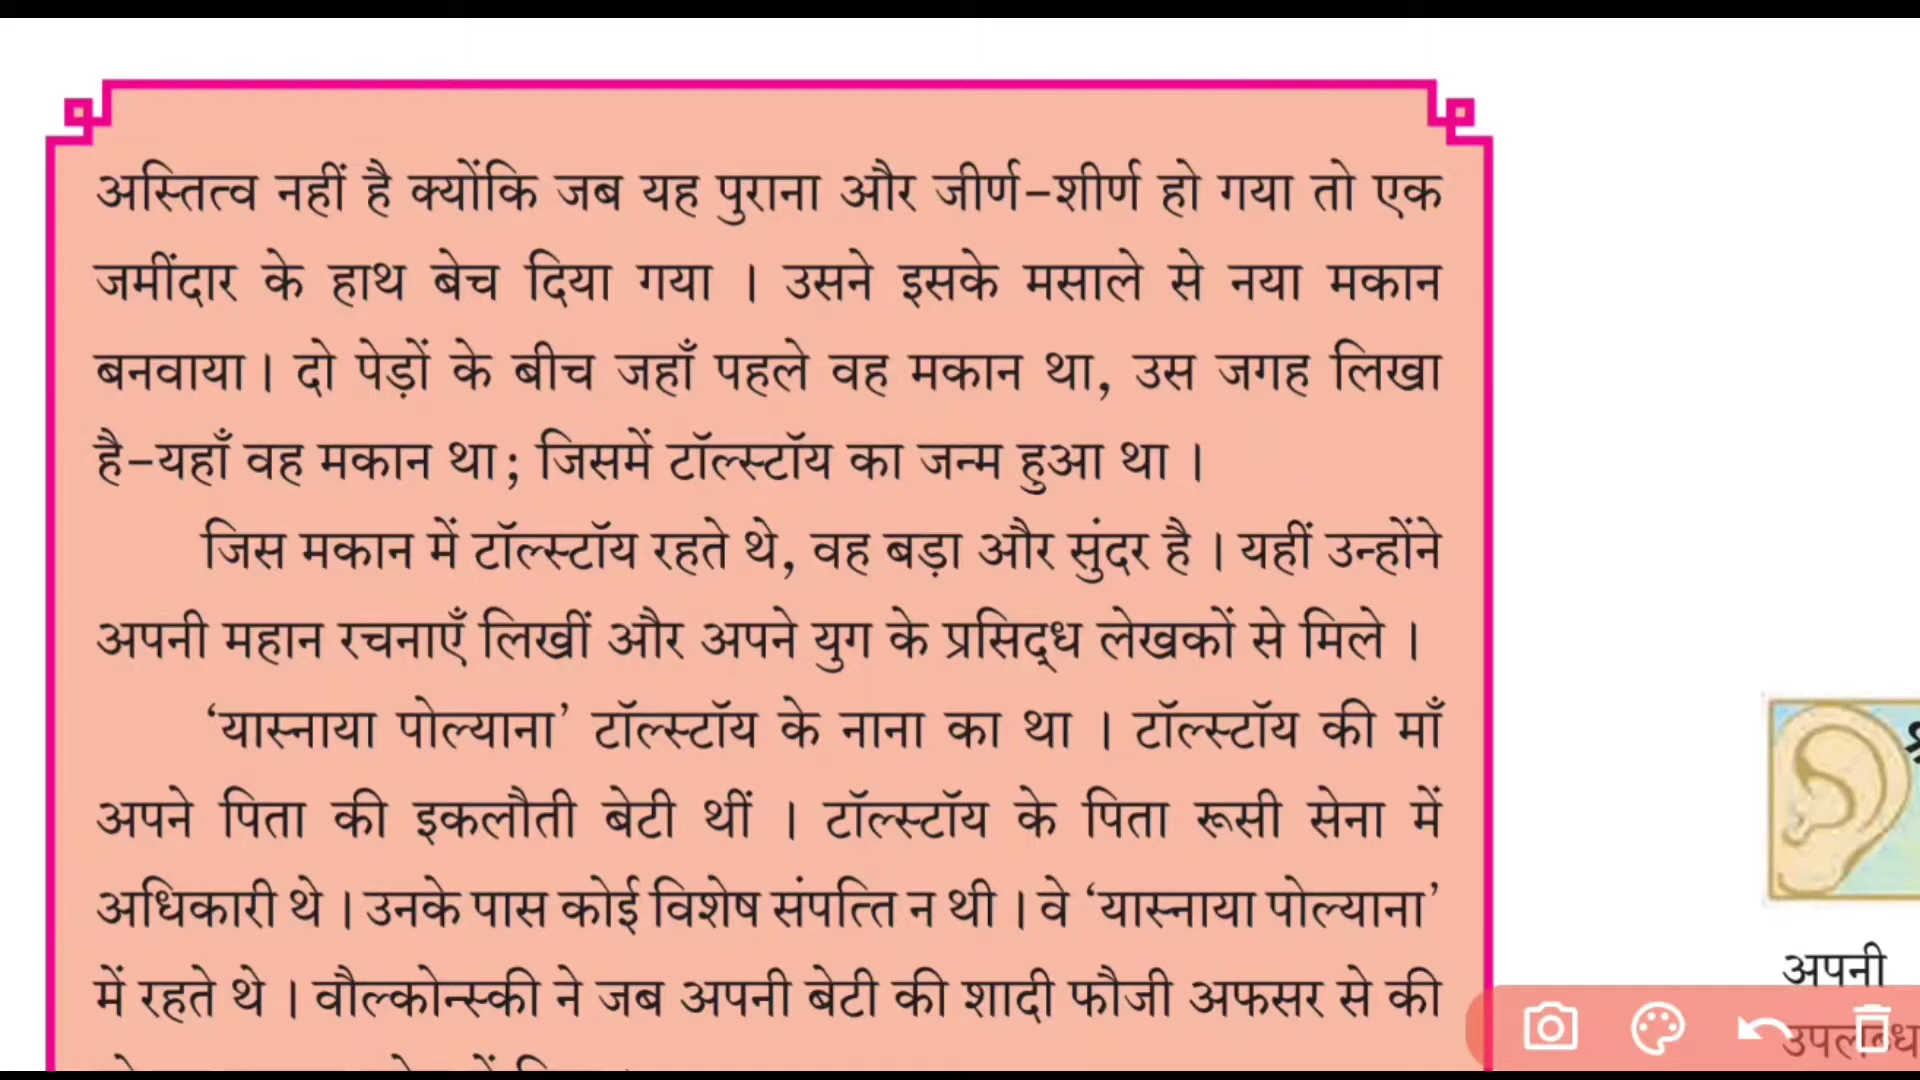 अस्तित्व नहीं है क्योंकि जब यह पुराना और जीर्ण-शीर्ण हो गया तो एक
जमींदार के हाथ बेच दिया गया । उसने इसके मसाले से नया मकान
बनवाया। दो पेड़ों के बीच जहाँ पहले वह मकान था, उस जगह लिखा
है-यहाँ वह मकान था; जिसमें टॉल्स्टॉय का जन्म हुआ था ।
जिस मकान में टॉल्स्टॉय रहते थे, वह बड़ा और सुंदर है । यहीं उन्होंने
अपनी महान रचनाएँ लिखीं और अपने युग के प्रसिद्ध लेखकों से मिले ।
‘यास्नाया पोल्याना’ टॉल्स्टॉय के नाना का था । टॉल्स्टॉय की माँ
अपने पिता की इकलौती बेटी थीं । टॉल्स्टॉय के पिता रूसी सेना में
अधिकारी थे । उनके पास कोई विशेष संपत्ति न थी । वे ‘यास्नाया पोल्याना’
में रहते थे । वौल्कोन्स्की ने जब अपनी बेटी की शादी फौजी अफसर से की
अपनी
उपलब्ध